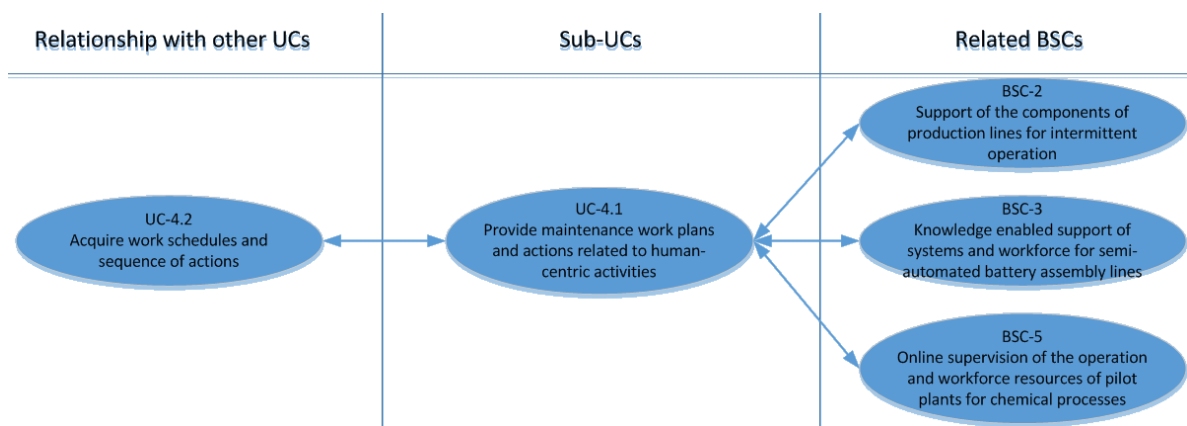 Relationship with other UCs
Sub-UCs
Related BSCs
UC-4.2
Acquire work schedules and
sequence of actions
UC-4.1
Provide maintenance work plans
and actions related to human-
centric activities
BSC-2
Support of the components of
production lines for intermittent
operation
BSC-3
Knowledge enabled support of
systems and workforce for semi-
automated battery assembly lines
BSC-5
Online supervision of the operation
and workforce resources of pilot
plants for chemical processes